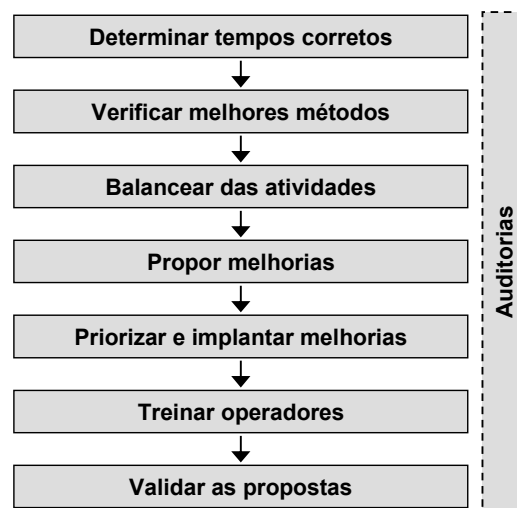 Determinar tempos corretos
Verificar melhores métodos
Balancear das atividades
Propor melhorias
Priorizar e implantar melhorias
Treinar operadores
Validar as propostas
Auditorias